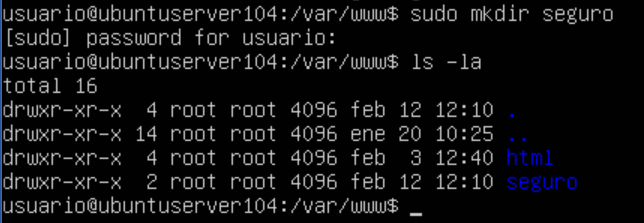 usuario@ubuntuserver104:/var/www$ sudo mkdir seguro
[sudo] password for usuario:
usuario@ubuntuserver104:/var/www$ ls -la
total 16
drwxr-xr-x  4 root root 4096 feb 12 12:10 .
drwxr-xr-x 14 root root 4096 ene 20 10:25 ..
drwxr-xr-x  4 root root 4096 feb  3 12:40 html
drwxr-xr-x  2 root root 4096 feb 12 12:10 seguro
usuario@ubuntuserver104:/var/www$ _